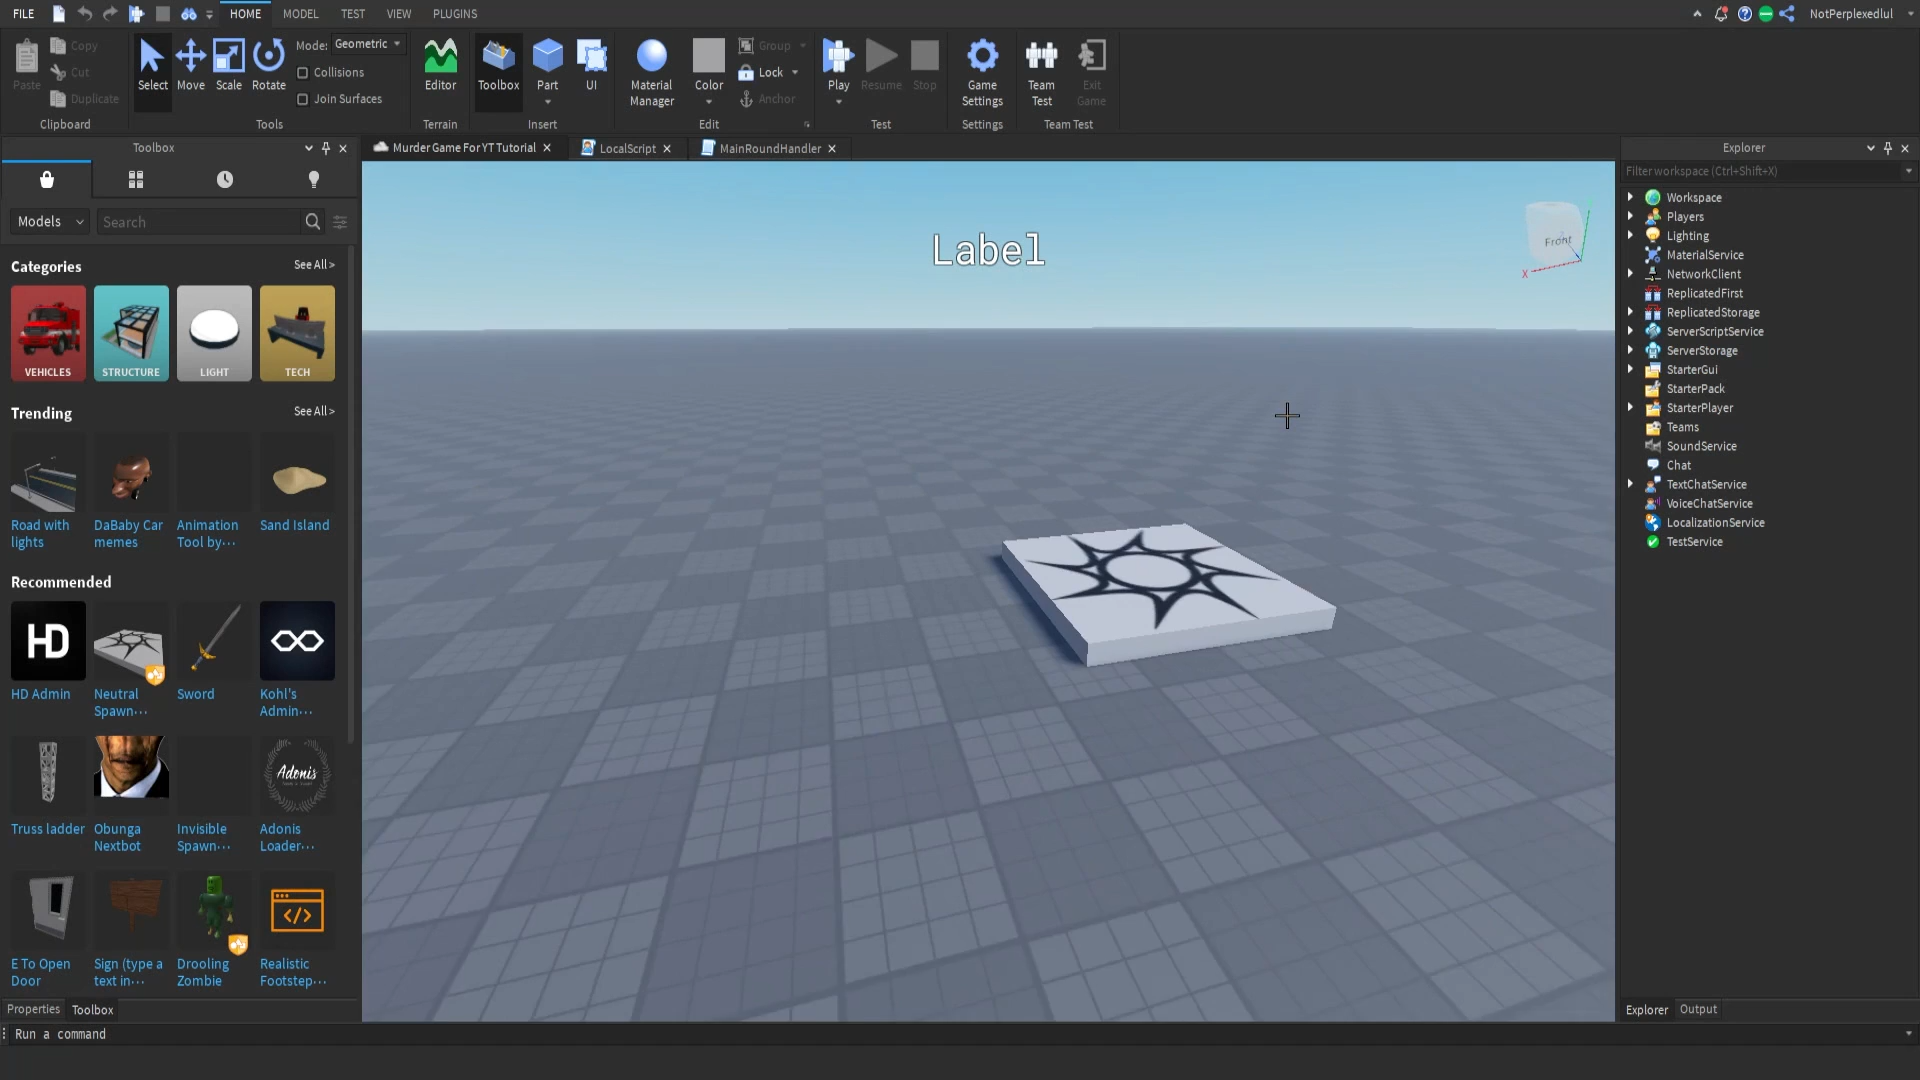 FILE HOME MODEL TEST VIEW PLUGINS NotPerplexedlul
Paste Copy Cut Duplicate
Clipboard
Select Move Scale Rotate
Mode: Geometric
Collisions
Join Surfaces
Tools
Editor
Terrain
Toolbox Part UI
Insert
Material Manager Color Group Lock Anchor
Edit
Play Resume Stop
Test
Game Settings
Settings
Team Test Exit Game
Team Test
Toolbox
Models Search
Categories See All >
VEHICLES STRUCTURE LIGHT TECH
Trending See All >
Road with lights
DaBaby Car memes
Animation Tool by···
Sand Island
Recommended
HD
HD Admin
Neutral Spawn···
Sword
Kohl's Admin···
Truss ladder
Obunga Nextbot
Invisible Spawn···
Adonis
Adonis Loader···
E To Open Door
Sign (type a text in···
Drooling Zombie
Realistic Footstep···
Properties Toolbox
Run a command
Murder Game For YT Tutorial LocalScript MainRoundHandler
Label
Front
X
Explorer
Filter workspace (Ctrl+Shift+X)
Workspace
Players
Lighting
MaterialService
NetworkClient
ReplicatedFirst
ReplicatedStorage
ServerScriptService
ServerStorage
StarterGui
StarterPack
StarterPlayer
Teams
SoundService
Chat
TextChatService
VoiceChatService
LocalizationService
TestService
Explorer Output